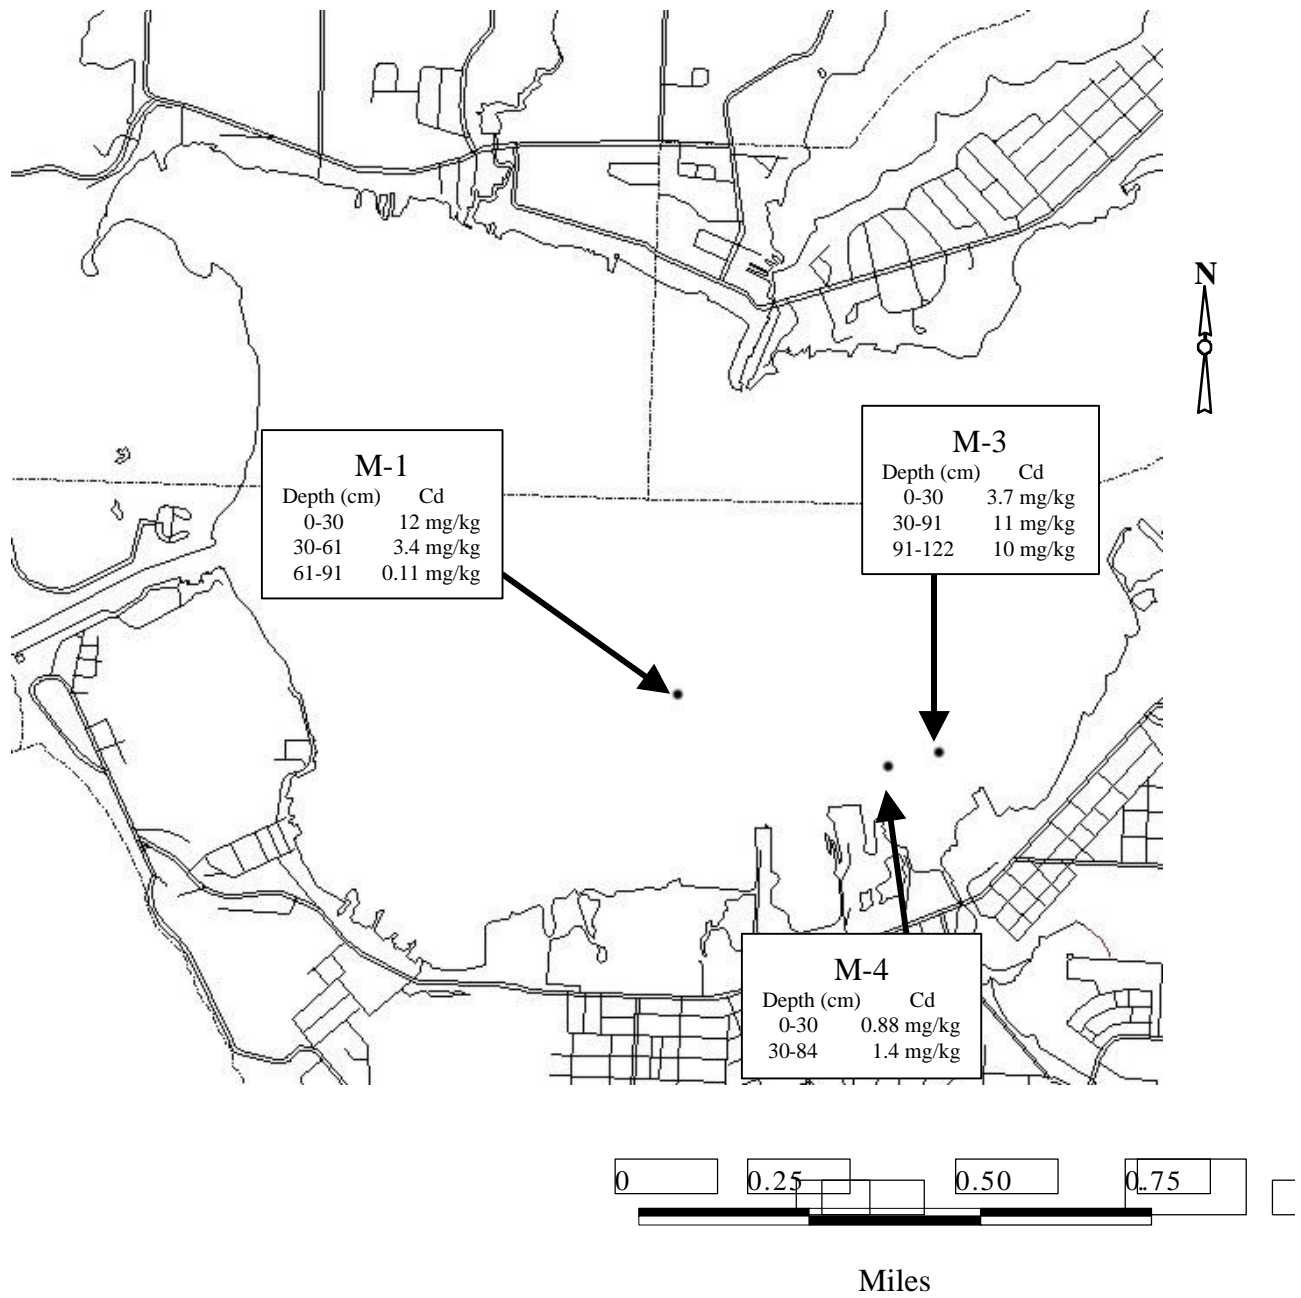 N
M-1
Depth (cm) Cd
0-30 12 mg/kg
30-61 3.4 mg/kg
61-91 0.11 mg/kg
M-3
Depth (cm) Cd
0-30 3.7 mg/kg
30-91 11 mg/kg
91-122 10 mg/kg
M-4
Depth (cm) Cd
0-30 0.88 mg/kg
30-84 1.4 mg/kg
0 0.25 0.50 0.75
Miles